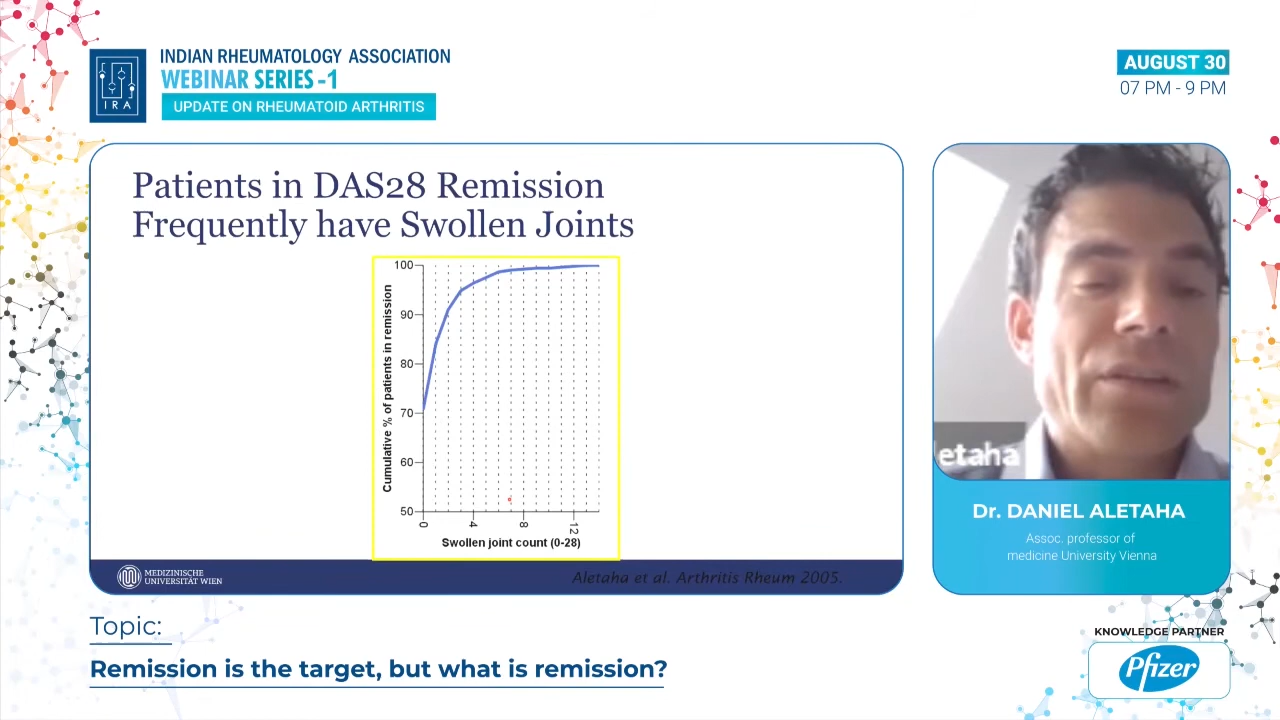 INDIAN RHEUMATOLOGY ASSOCIATION
WEBINAR SERIES -1
UPDATE ON RHEUMATOID ARTHRITIS
IRA
AUGUST 30
07 PM - 9 PM
Patients in DAS28 Remission
Frequently have Swollen Joints
Cumulative % of patients in remission
100
90
80
70
60
50
0
4
8
12
Swollen joint count (0-28)
MEDIZINISCHE
UNIVERSITÄT WIEN
Aletaha et al. Arthritis Rheum 2005.
etaha
Dr. DANIEL ALETAHA
Assoc. professor of
medicine University Vienna
Topic:
Remission is the target, but what is remission?
KNOWLEDGE PARTNER
Pfizer